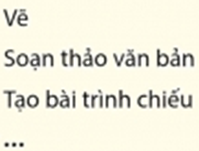 Vẽ
Soạn thảo văn bản
Tạo bài trình chiếu
...